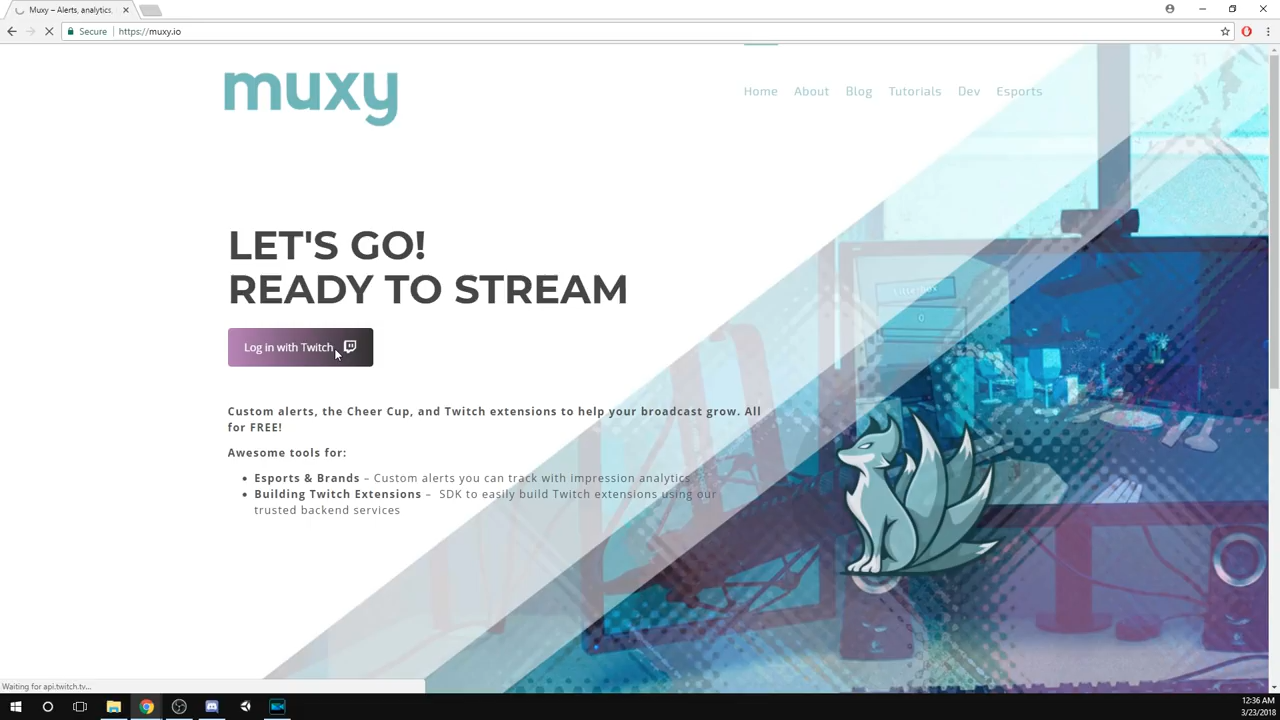 Muxy – Alerts, analytics,
Secure
https://muxy.io
muxy
Home
About
Blog
Tutorials
Dev
Esports
LET'S GO!
READY TO STREAM
Log in with Twitch
Custom alerts, the Cheer Cup, and Twitch extensions to help your broadcast grow. All
for FREE!
Awesome tools for:
• Esports & Brands – Custom alerts you can track with impression analytics
• Building Twitch Extensions – SDK to easily build Twitch extensions using our
trusted backend services
Waiting for api.twitch.tv...
12:36 AM
3/23/2018